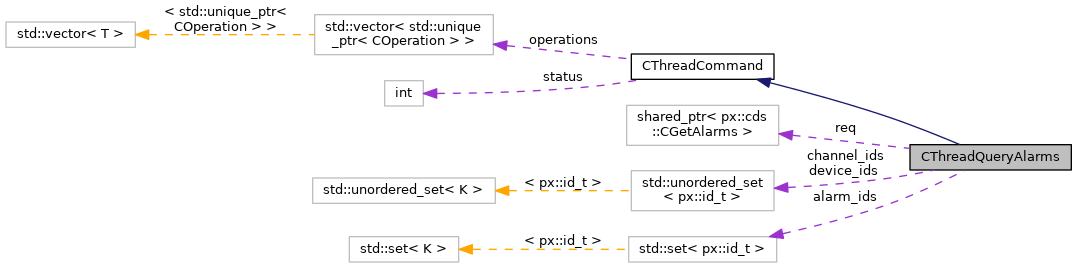 < std::unique_ptr<
COperation > >
std::vector< T >
std::vector< std::unique
_ptr< COperation > >
operations
CThreadCommand
status
int
shared_ptr< px::cds
::CGetAlarms >
req
CThreadQueryAlarms
channel_ids
device_ids
std::unordered_set< K >
< px::id_t >
std::unordered_set
< px::id_t >
alarm_ids
std::set< K >
< px::id_t >
std::set< px::id_t >